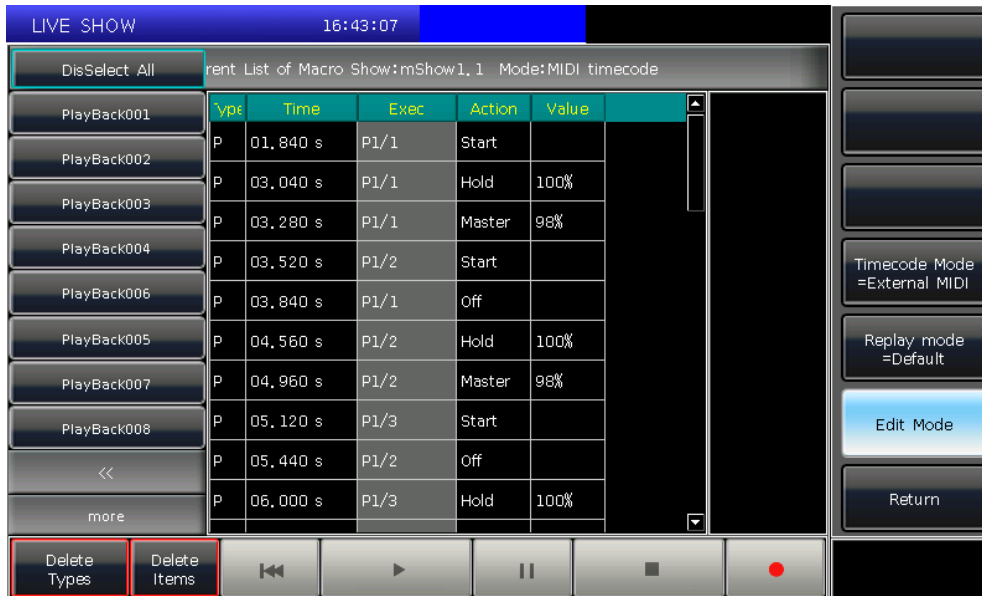 LIVE SHOW 16:43:07
DisSelect All
rent List of Macro Show:mShow1.1 Mode:MIDI timecode
PlayBack001
PlayBack002
PlayBack003
PlayBack004
PlayBack006
PlayBack005
PlayBack007
PlayBack008
<<
more
Type Time Exec Action Value
P 01.840 s P1/1 Start
P 03.040 s P1/1 Hold 100%
P 03.280 s P1/1 Master 98%
P 03.520 s P1/2 Start
P 03.840 s P1/1 Off
P 04.560 s P1/2 Hold 100%
P 04.960 s P1/2 Master 98%
P 05.120 s P1/3 Start
P 05.440 s P1/2 Off
P 06.000 s P1/3 Hold 100%
Timecode Mode
=External MIDI
Replay mode
=Default
Edit Mode
Return
Delete
Types
Delete
Items